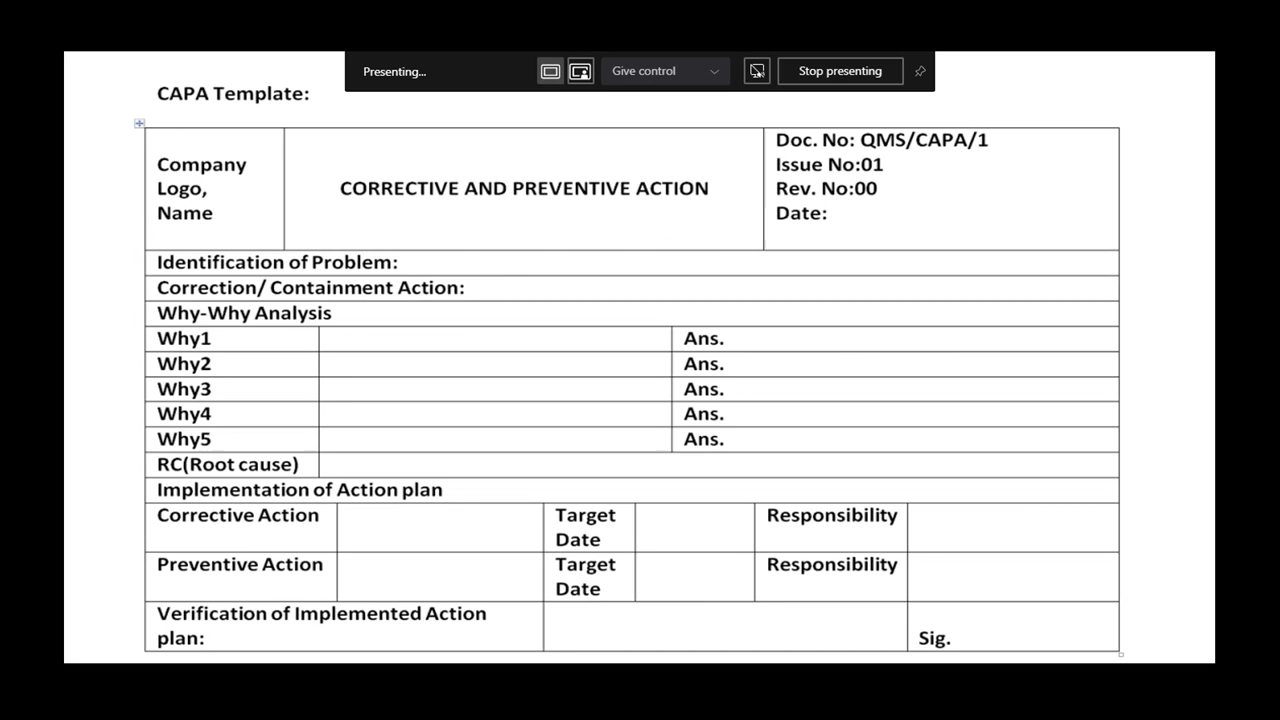 Presenting...
Give control
Stop presenting
CAPA Template:
Company
Logo,
Name
CORRECTIVE AND PREVENTIVE ACTION
Doc. No: QMS/CAPA/1
Issue No:01
Rev. No:00
Date:
Identification of Problem:
Correction/ Containment Action:
Why-Why Analysis
Why1 Ans.
Why2 Ans.
Why3 Ans.
Why4 Ans.
Why5 Ans.
RC(Root cause)
Implementation of Action plan
Corrective Action Target Responsibility
Date
Preventive Action Target Responsibility
Date
Verification of Implemented Action
plan: Sig.